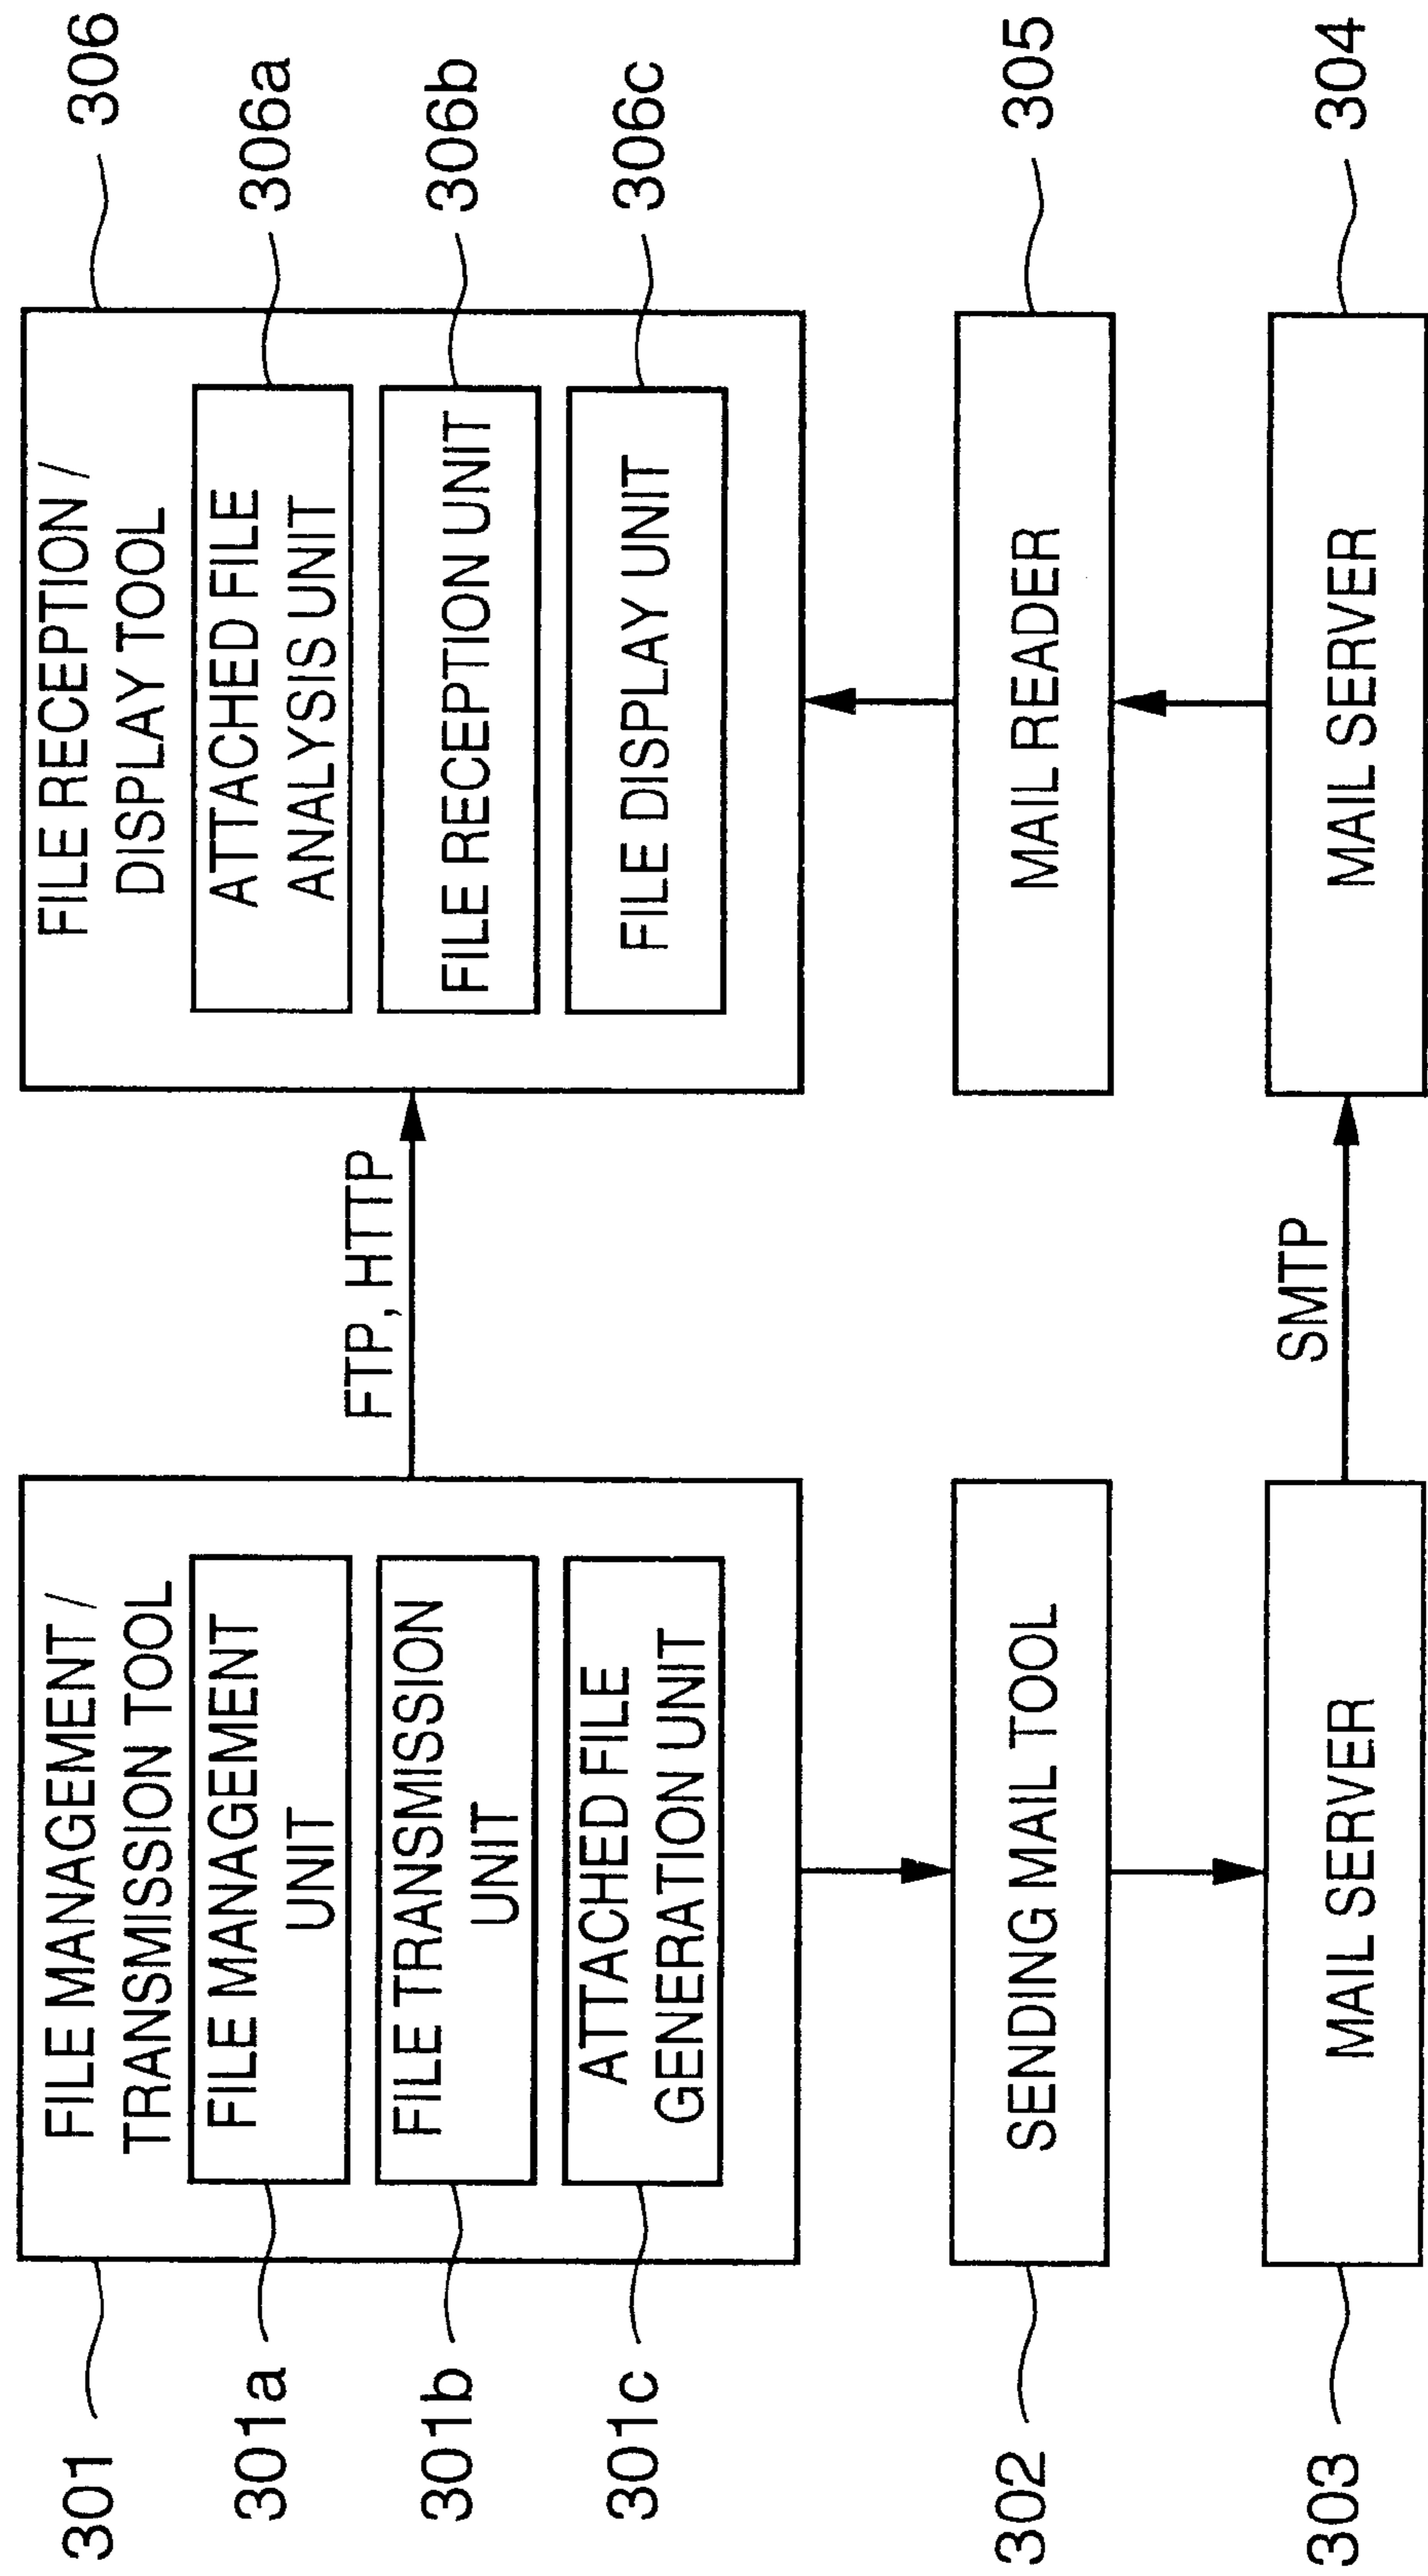 301
FILE MANAGEMENT /
TRANSMISSION TOOL
301a
FILE MANAGEMENT
UNIT
301b
FILE TRANSMISSION
UNIT
301c
ATTACHED FILE
GENERATION UNIT
302
SENDING MAIL TOOL
303
MAIL SERVER
FTP, HTTP
SMTP
306
FILE RECEPTION /
DISPLAY TOOL
306a
ATTACHED FILE
ANALYSIS UNIT
306b
FILE RECEPTION UNIT
306c
FILE DISPLAY UNIT
305
MAIL READER
304
MAIL SERVER